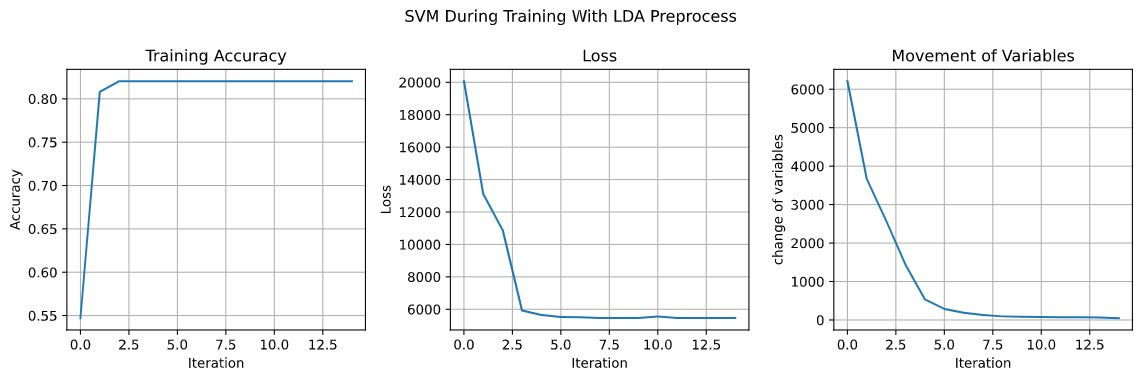 SVM During Training With LDA Preprocess
Training Accuracy
Accuracy
0.80
0.75
0.70
0.65
0.60
0.55
0.0 2.5 5.0 7.5 10.0 12.5
Iteration
Loss
Loss
20000
18000
16000
14000
12000
10000
8000
6000
0.0 2.5 5.0 7.5 10.0 12.5
Iteration
Movement of Variables
change of variables
6000
5000
4000
3000
2000
1000
0
0.0 2.5 5.0 7.5 10.0 12.5
Iteration